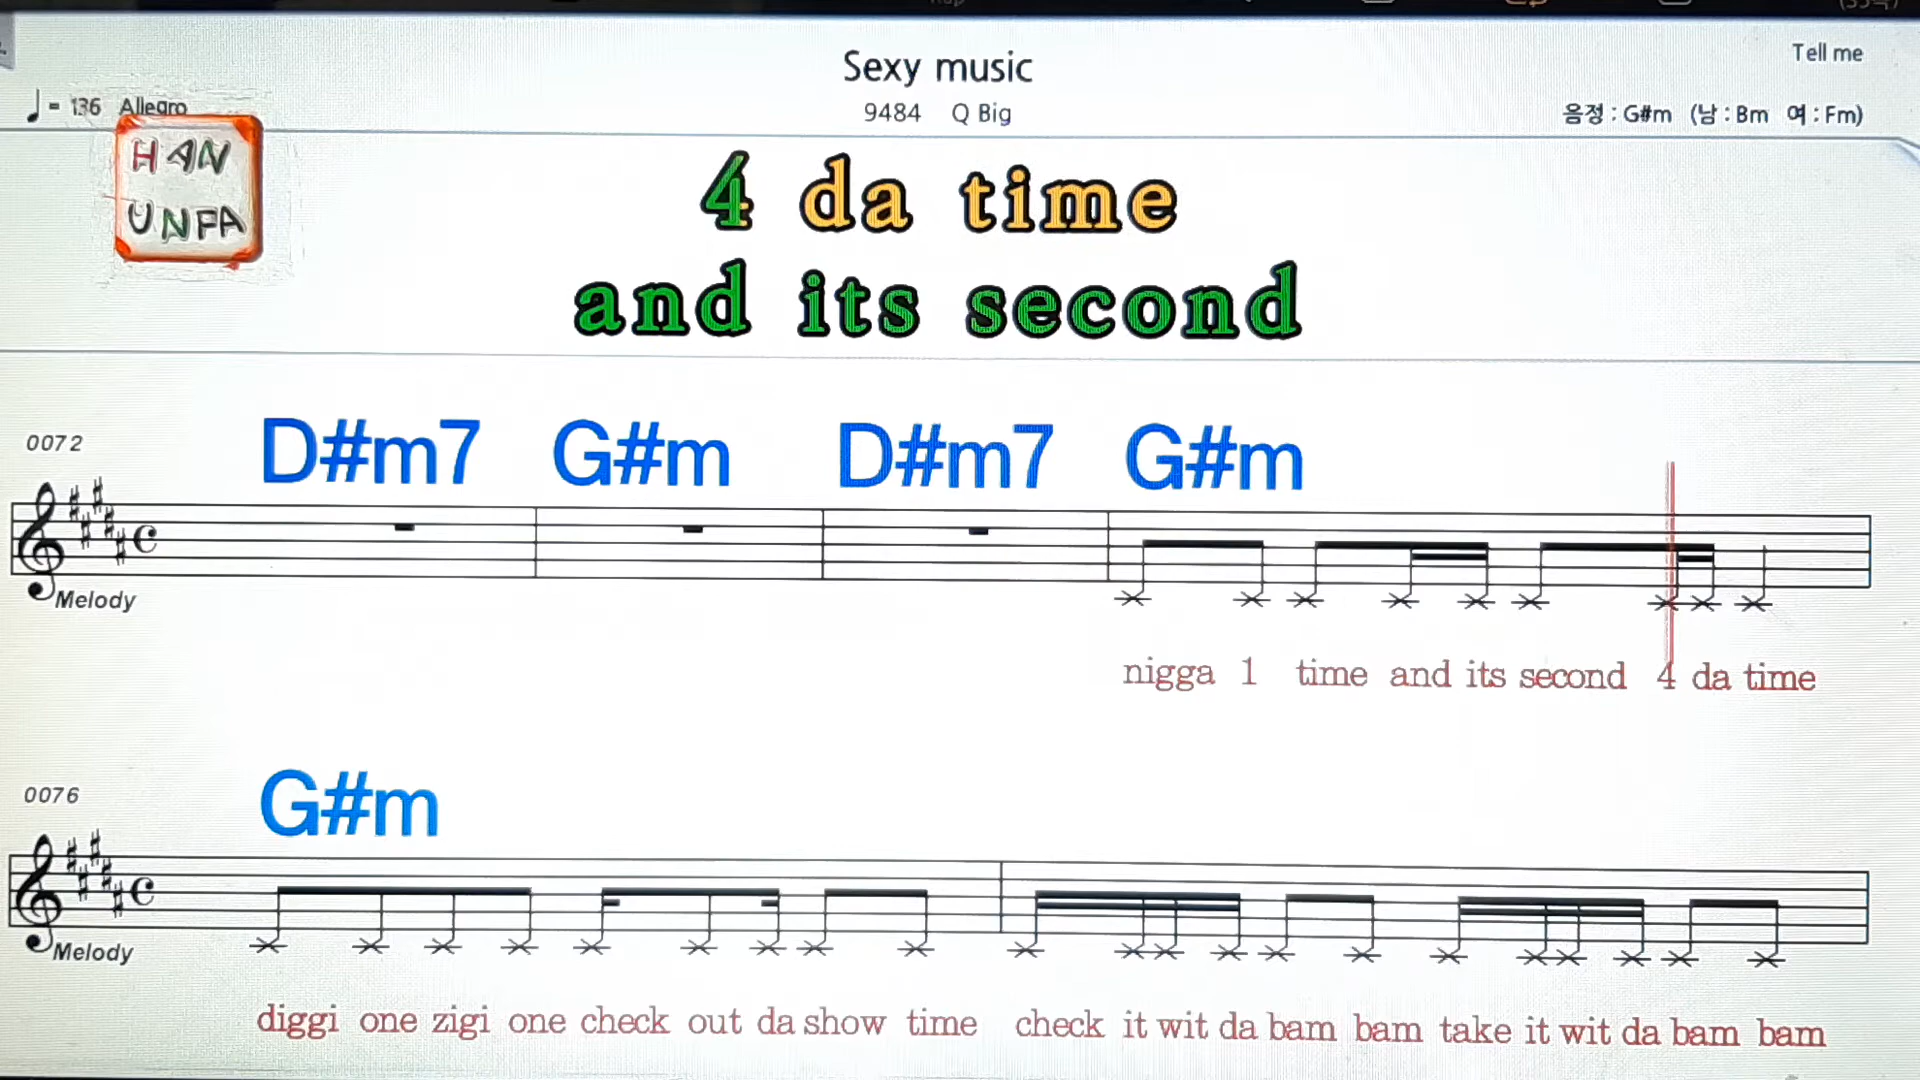 Sexy music
Tell me
♩= 136 Allegro
9484 Q Big
음정 : G#m (남 : Bm 여 : Fm)
HAN
UNFA
4 da time
and its second
0072
D#m7 G#m D#m7 G#m
Melody
nigga 1 time and its second 4 da time
0076
G#m
Melody
diggi one zigi one check out da show time check it wit da bam bam take it wit da bam bam